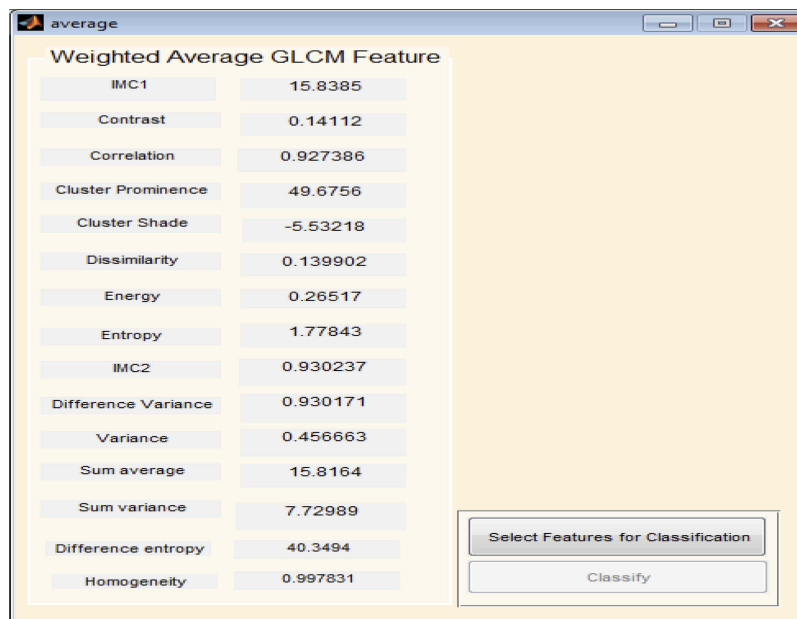 average
Weighted Average GLCM Feature
IMC1 15.8385
Contrast 0.14112
Correlation 0.927386
Cluster Prominence 49.6756
Cluster Shade -5.53218
Dissimilarity 0.139902
Energy 0.26517
Entropy 1.77843
IMC2 0.930237
Difference Variance 0.930171
Variance 0.456663
Sum average 15.8164
Sum variance 7.72989
Difference entropy 40.3494
Homogeneity 0.997831
Select Features for Classification
Classify